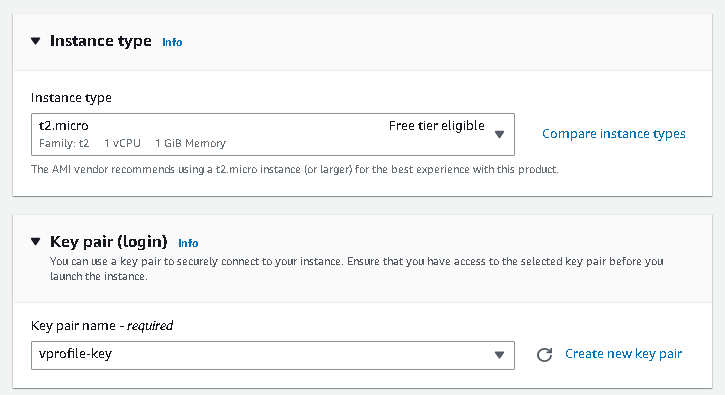 Instance type Info
Instance type
t2.micro Free tier eligible
Family: t2 1 vCPU 1 GiB Memory
Compare instance types
The AMI vendor recommends using a t2.micro instance (or larger) for the best experience with this product.
Key pair (login) Info
You can use a key pair to securely connect to your instance. Ensure that you have access to the selected key pair before you
launch the instance.
Key pair name - required
vprofile-key
Create new key pair